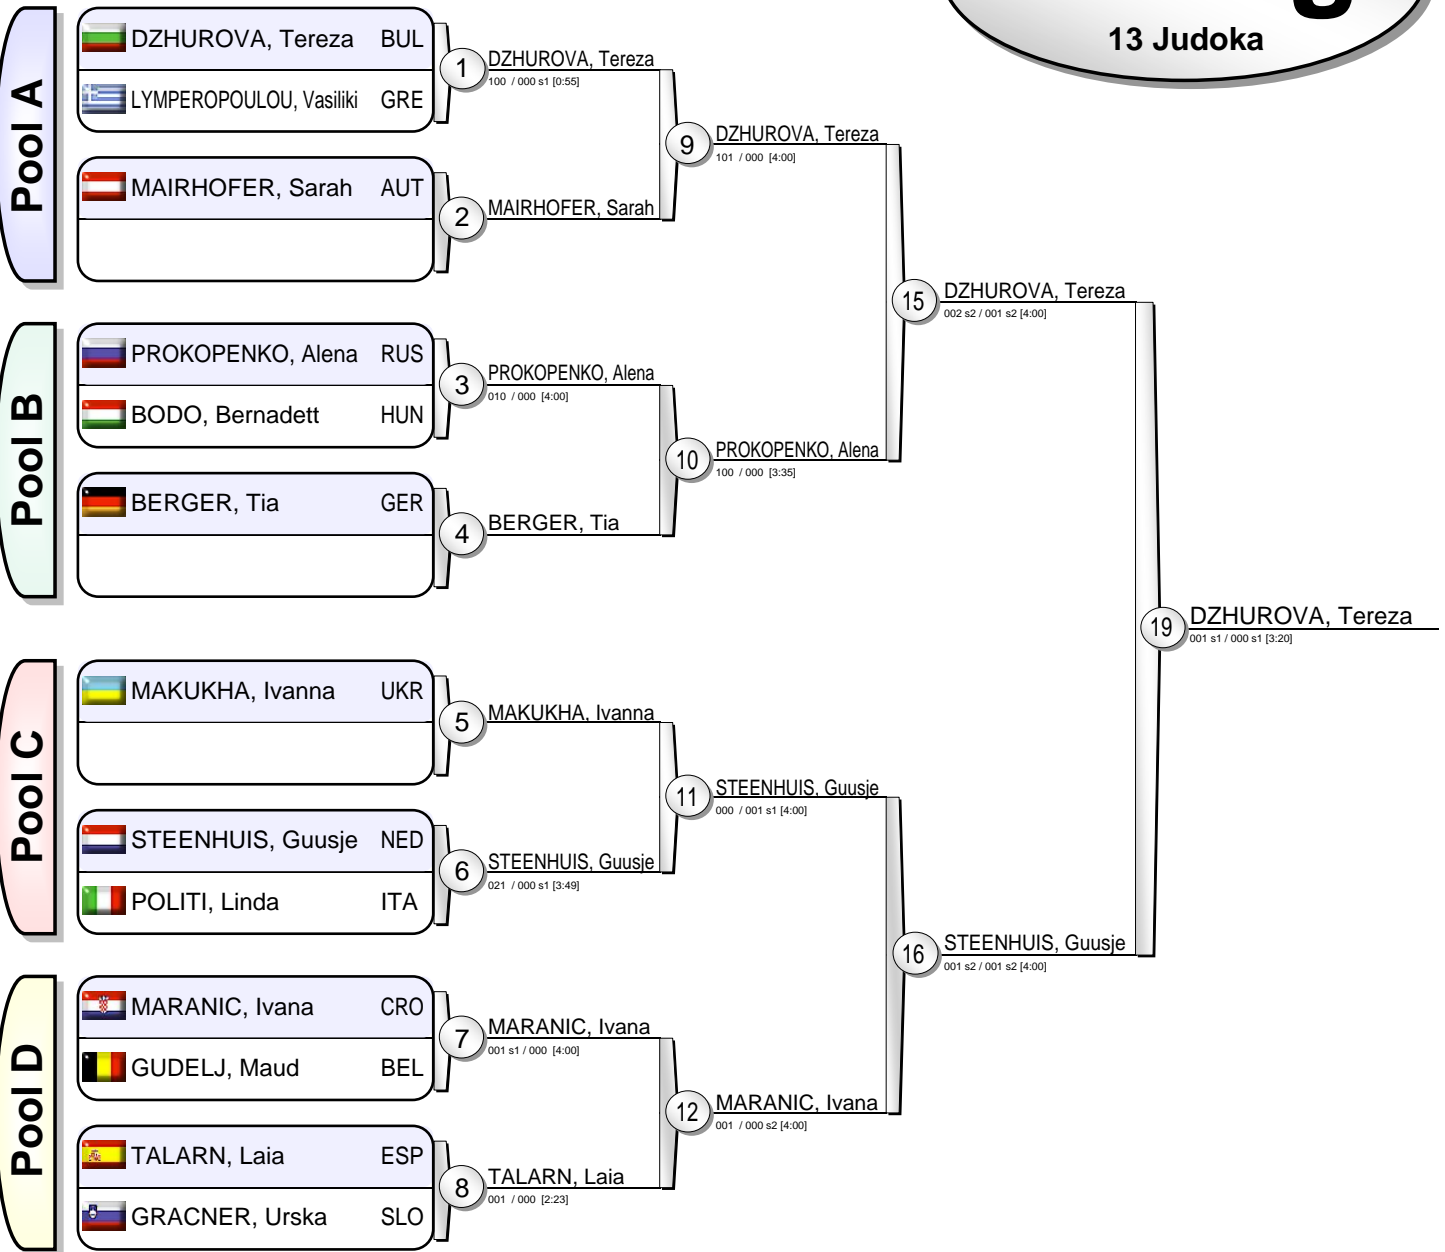 13 Judoka
Pool A
DZHUROVA, Tereza BUL
LYMPEROPOULOU, Vasiliki GRE
1
DZHUROVA, Tereza
100 / 000 s1 [0:55]
MAIRHOFER, Sarah AUT
2
MAIRHOFER, Sarah
9
DZHUROVA, Tereza
101 / 000 [4:00]
Pool B
PROKOPENKO, Alena RUS
BODO, Bernadett HUN
3
PROKOPENKO, Alena
010 / 000 [4:00]
BERGER, Tia GER
4
BERGER, Tia
10
PROKOPENKO, Alena
100 / 000 [3:35]
15
DZHUROVA, Tereza
002 s2 / 001 s2 [4:00]
Pool C
MAKUKHA, Ivanna UKR
5
MAKUKHA, Ivanna
STEENHUIS, Guusje NED
POLITI, Linda ITA
6
STEENHUIS, Guusje
021 / 000 s1 [3:49]
11
STEENHUIS, Guusje
000 / 001 s1 [4:00]
Pool D
MARANIC, Ivana CRO
GUDELJ, Maud BEL
7
MARANIC, Ivana
001 s1 / 000 [4:00]
TALARN, Laia ESP
GRACNER, Urska SLO
8
TALARN, Laia
001 / 000 [2:23]
12
MARANIC, Ivana
001 / 000 s2 [4:00]
16
STEENHUIS, Guusje
001 s2 / 001 s2 [4:00]
19
DZHUROVA, Tereza
001 s1 / 000 s1 [3:20]